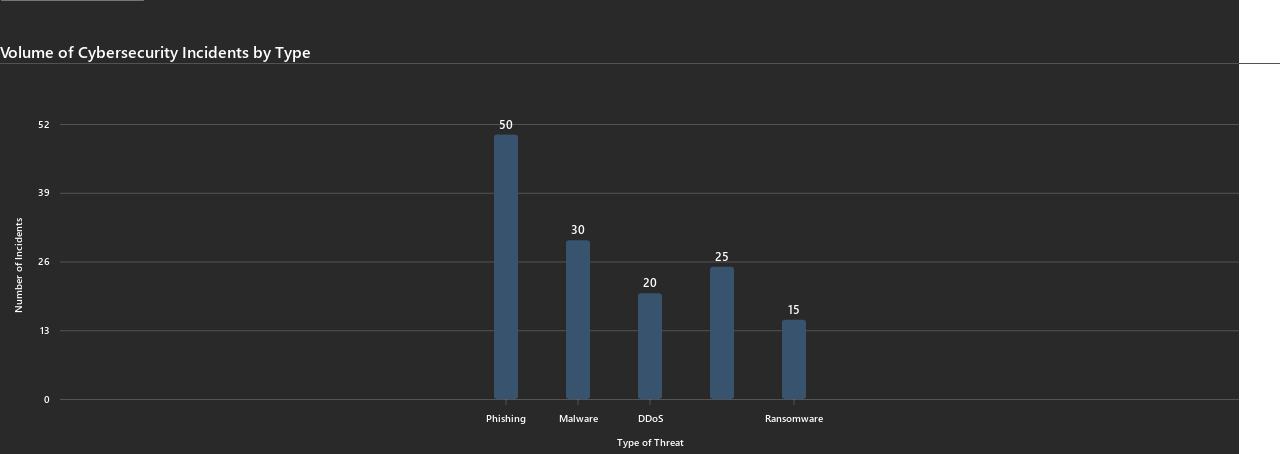 Volume of Cybersecurity Incidents by Type
52
39
26
13
0
Number of Incidents
50
30
20
25
15
Phishing Malware DDoS Ransomware
Type of Threat